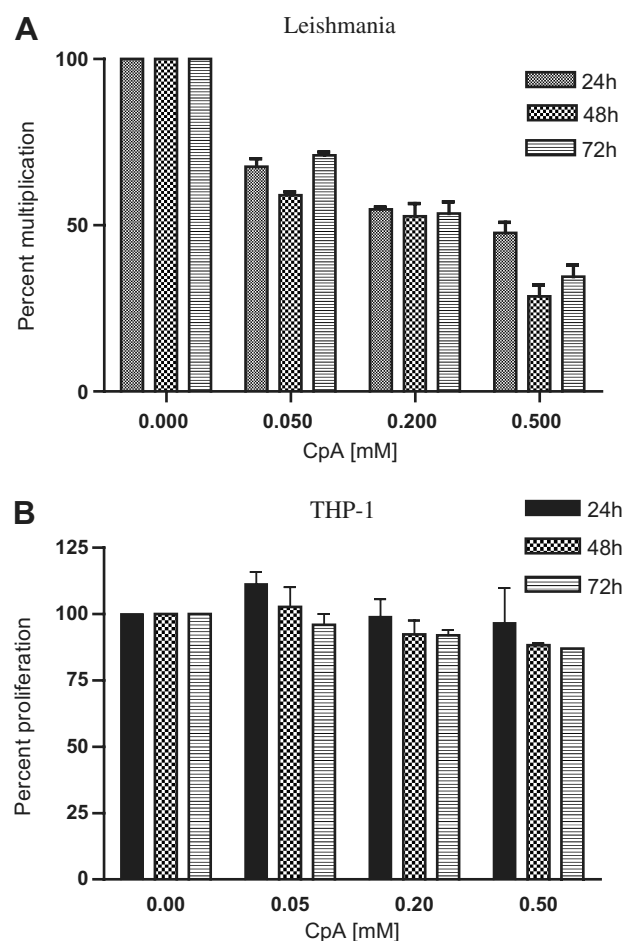 A
Leishmania
100
50
0
Percent multiplication
24h
48h
72h
0.000 0.050 0.200 0.500
CpA [mM]
B
THP-1
125
100
75
50
25
0
Percent proliferation
24h
48h
72h
0.00 0.05 0.20 0.50
CpA [mM]